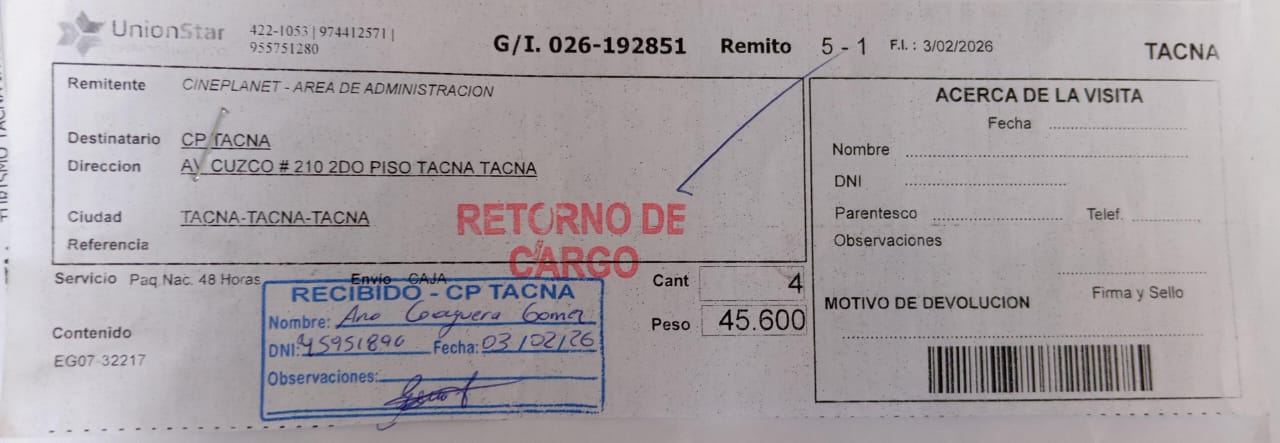 UnionStar
422-1053 | 974412571 |
955751280
G/I. 026-192851 Remito 5 - 1 F.I. : 3/02/2026 TACNA
Remitente CINEPLANET - AREA DE ADMINISTRACION
Destinatario CP TACNA
Direccion AV CUZCO # 210 2DO PISO TACNA TACNA
Ciudad TACNA-TACNA-TACNA
Referencia
RETORNO DE
CARGO
Servicio Paq Nac. 48 Horas Envio CAJA
Cant 4
Peso 45.600
Contenido
EG07-32217
RECIBIDO - CP TACNA
Nombre: Ana Coaguera Gomez
DNI: 45951896 Fecha: 03/02/26
Observaciones:
ACERCA DE LA VISITA
Fecha
Nombre
DNI
Parentesco Telef.
Observaciones
Firma y Sello
MOTIVO DE DEVOLUCION